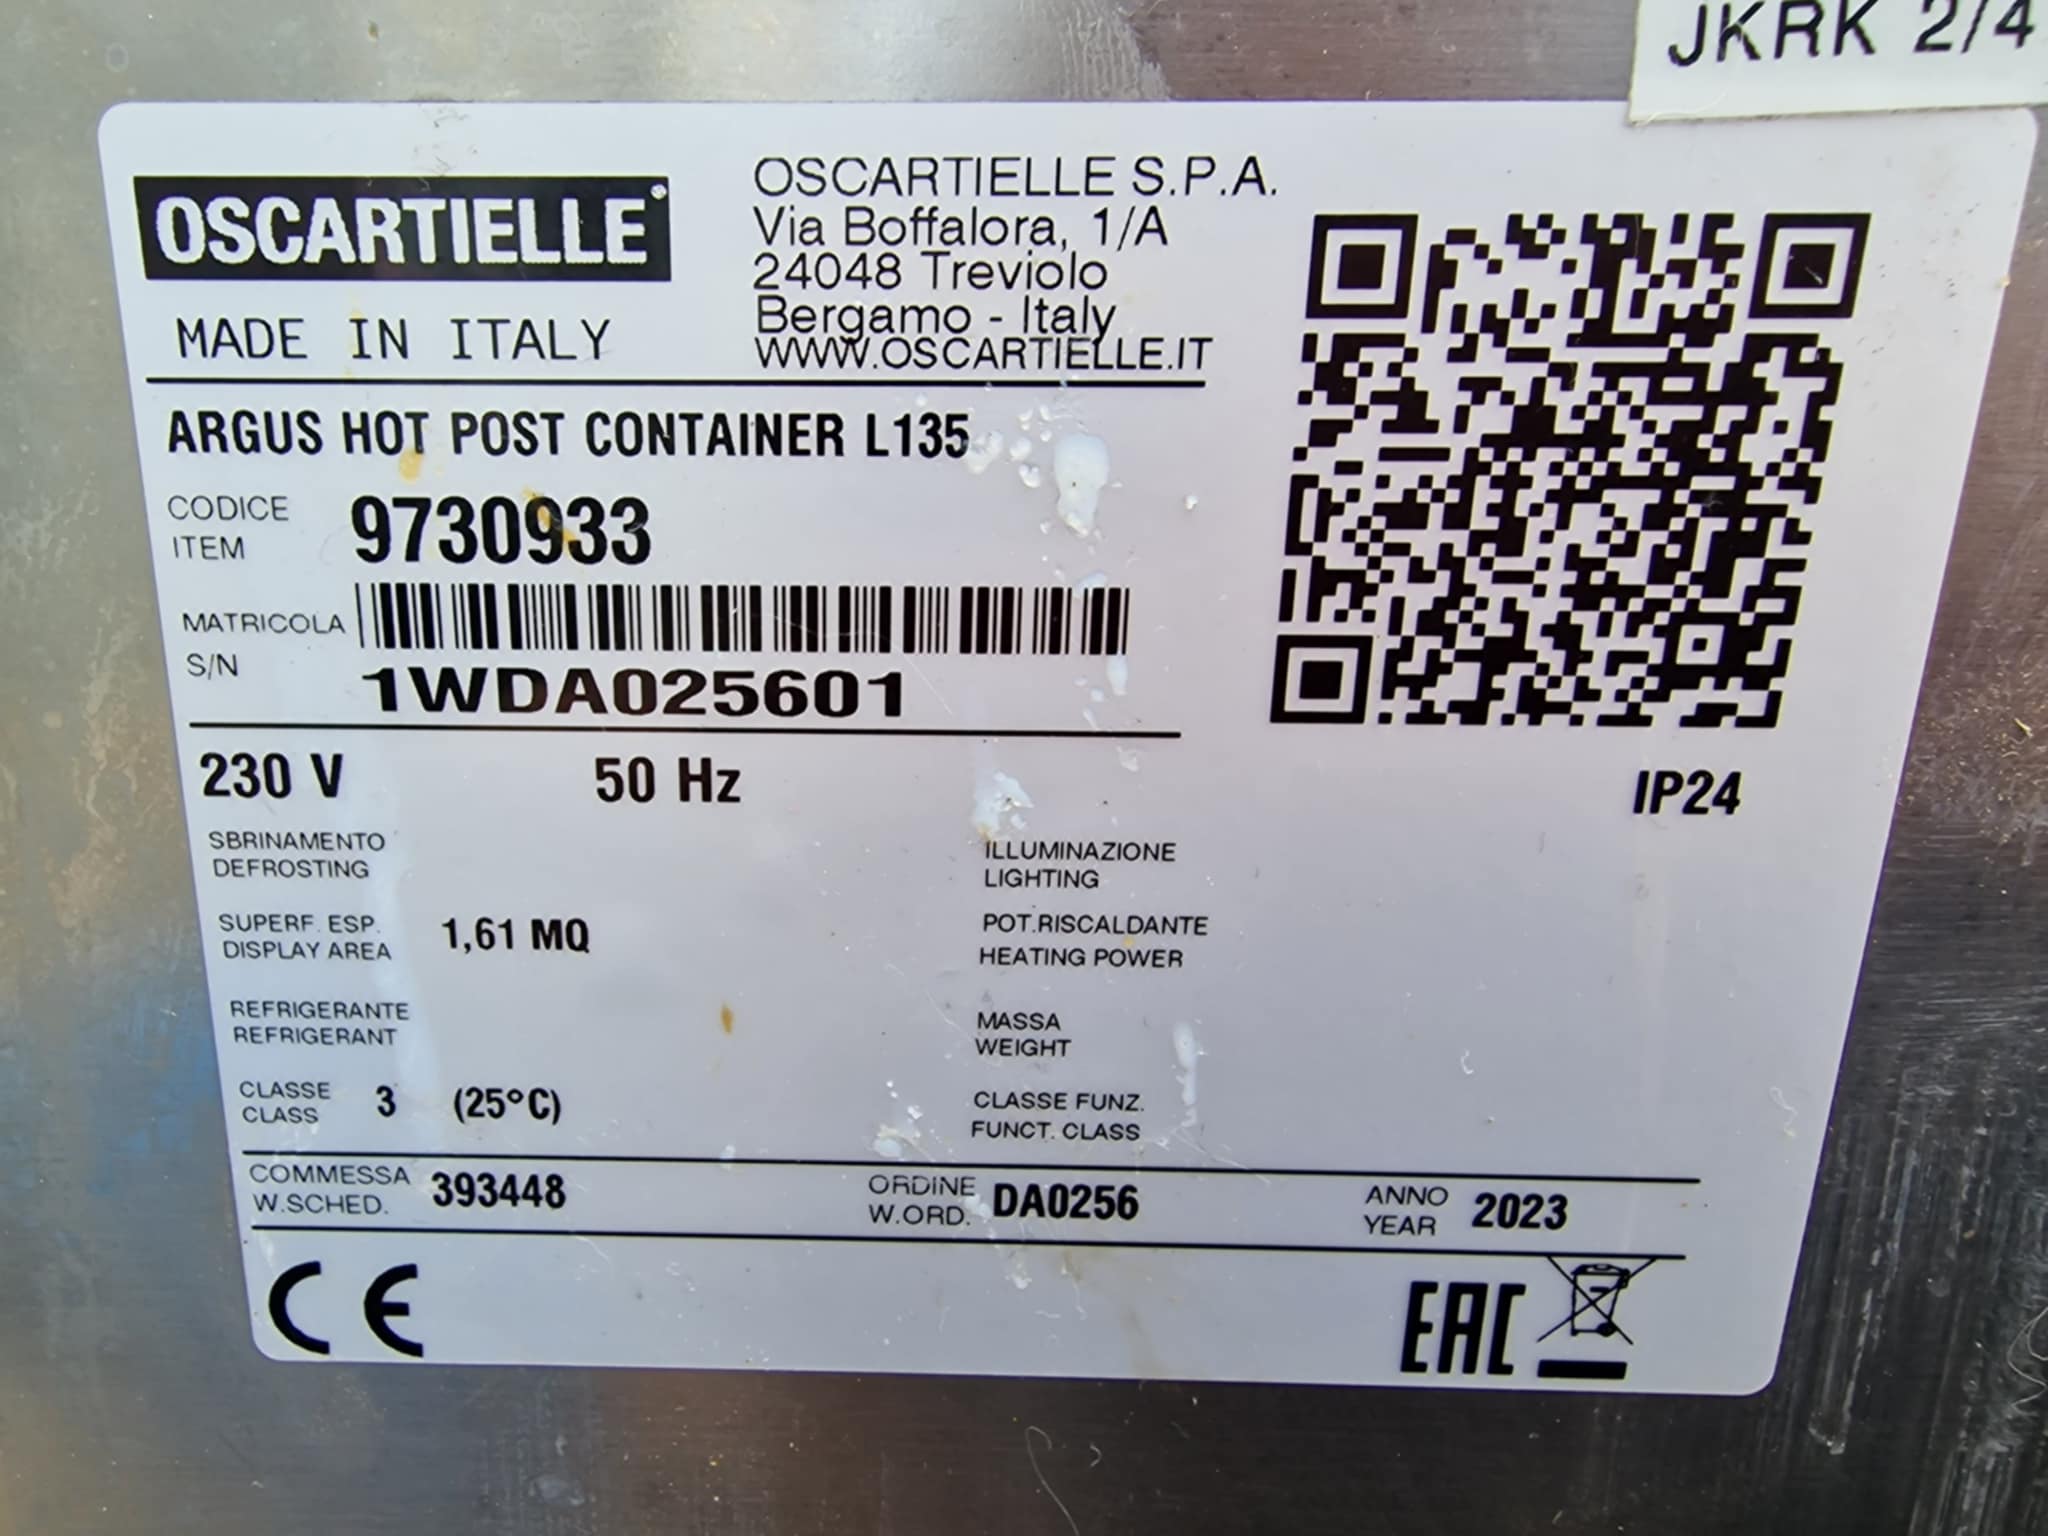 JKRK 2/4
OSCARTIELLE
MADE IN ITALY
OSCARTIELLE S.P.A.
Via Boffalora, 1/A
24048 Treviolo
Bergamo - Italy
WWW.OSCARTIELLE.IT
ARGUS HOT POST CONTAINER L135
CODICE
ITEM
9730933
MATRICOLA
S/N
1WDA025601
230 V
50 Hz
IP24
SBRINAMENTO
DEFROSTING
ILLUMINAZIONE
LIGHTING
SUPERF. ESP.
DISPLAY AREA
1,61 MQ
POT.RISCALDANTE
HEATING POWER
REFRIGERANTE
REFRIGERANT
MASSA
WEIGHT
CLASSE
CLASS
3 (25°C)
CLASSE FUNZ.
FUNCT. CLASS
COMMESSA
W.SCHED.
393448
ORDINE
W.ORD.
DA0256
ANNO
YEAR
2023
CE
EAC